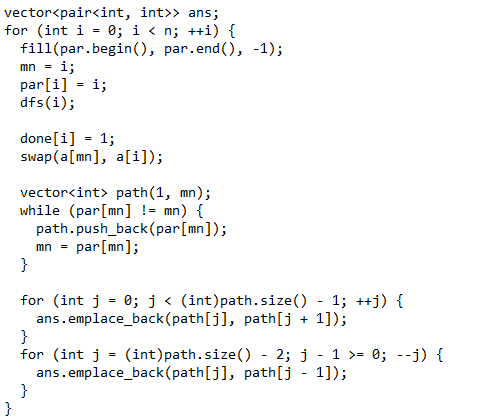 vector<pair<int, int>> ans;
for (int i = 0; i < n; ++i) {
  fill(par.begin(), par.end(), -1);
  mn = i;
  par[i] = i;
  dfs(i);

  done[i] = 1;
  swap(a[mn], a[i]);

  vector<int> path(1, mn);
  while (par[mn] != mn) {
    path.push_back(par[mn]);
    mn = par[mn];
  }

  for (int j = 0; j < (int)path.size() - 1; ++j) {
    ans.emplace_back(path[j], path[j + 1]);
  }
  for (int j = (int)path.size() - 2; j - 1 >= 0; --j) {
    ans.emplace_back(path[j], path[j - 1]);
  }
}